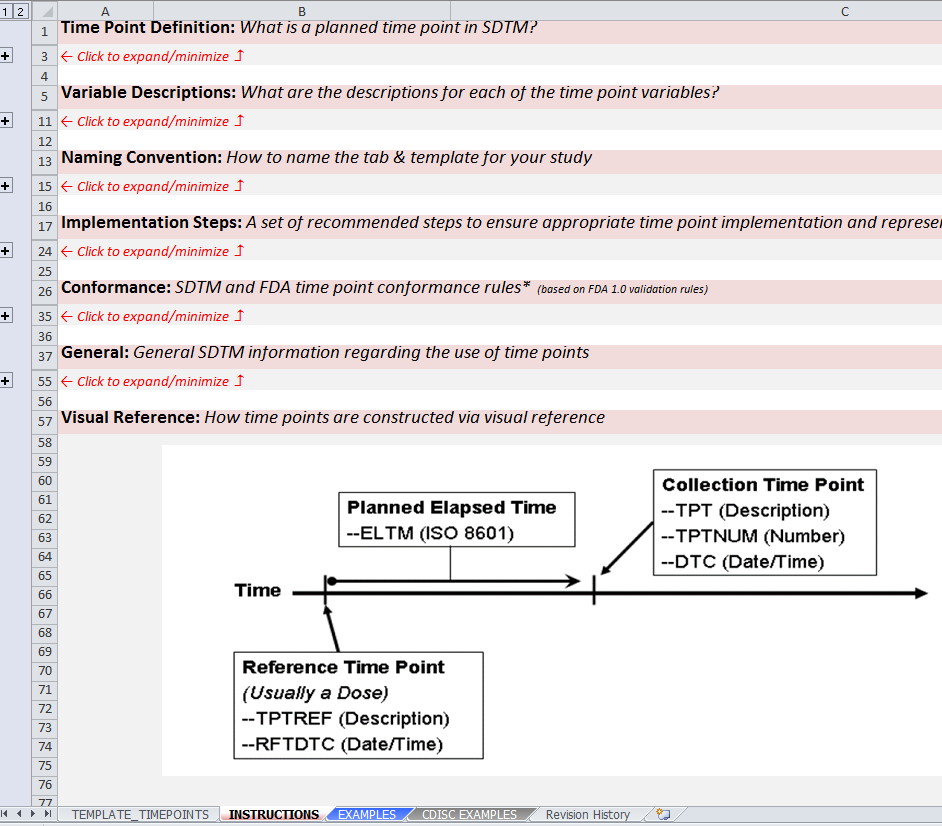 1 2 A B C
1 Time Point Definition: What is a planned time point in SDTM?
+ 3 ← Click to expand/minimize ⤴
4
5 Variable Descriptions: What are the descriptions for each of the time point variables?
+ 11 ← Click to expand/minimize ⤴
12
13 Naming Convention: How to name the tab & template for your study
+ 15 ← Click to expand/minimize ⤴
16
17 Implementation Steps: A set of recommended steps to ensure appropriate time point implementation and represe
+ 24 ← Click to expand/minimize ⤴
25
26 Conformance: SDTM and FDA time point conformance rules* (based on FDA 1.0 validation rules)
+ 35 ← Click to expand/minimize ⤴
36
37 General: General SDTM information regarding the use of time points
+ 55 ← Click to expand/minimize ⤴
56
57 Visual Reference: How time points are constructed via visual reference
58
59
60
61
62
63
64
65
66
67
68
69
70
71
72
73
74
75
76
77
Collection Time Point
--TPT (Description)
--TPTNUM (Number)
--DTC (Date/Time)
Planned Elapsed Time
--ELTM (ISO 8601)
Time
Reference Time Point
(Usually a Dose)
--TPTREF (Description)
--RFTDTC (Date/Time)
TEMPLATE_TIMEPOINTS INSTRUCTIONS EXAMPLES CDISC EXAMPLES Revision History